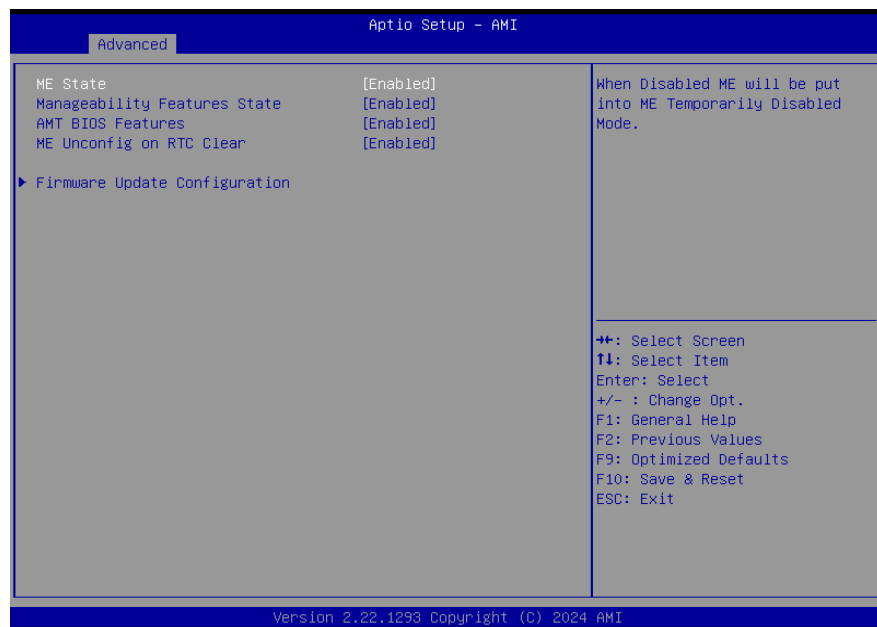 Aptio Setup – AMI
Advanced
ME State [Enabled]
Manageability Features State [Enabled]
AMT BIOS Features [Enabled]
ME Unconfig on RTC Clear [Enabled]
Firmware Update Configuration
When Disabled ME will be put
into ME Temporarily Disabled
Mode.
→←: Select Screen
↑↓: Select Item
Enter: Select
+/- : Change Opt.
F1: General Help
F2: Previous Values
F9: Optimized Defaults
F10: Save & Reset
ESC: Exit
Version 2.22.1293 Copyright (C) 2024 AMI